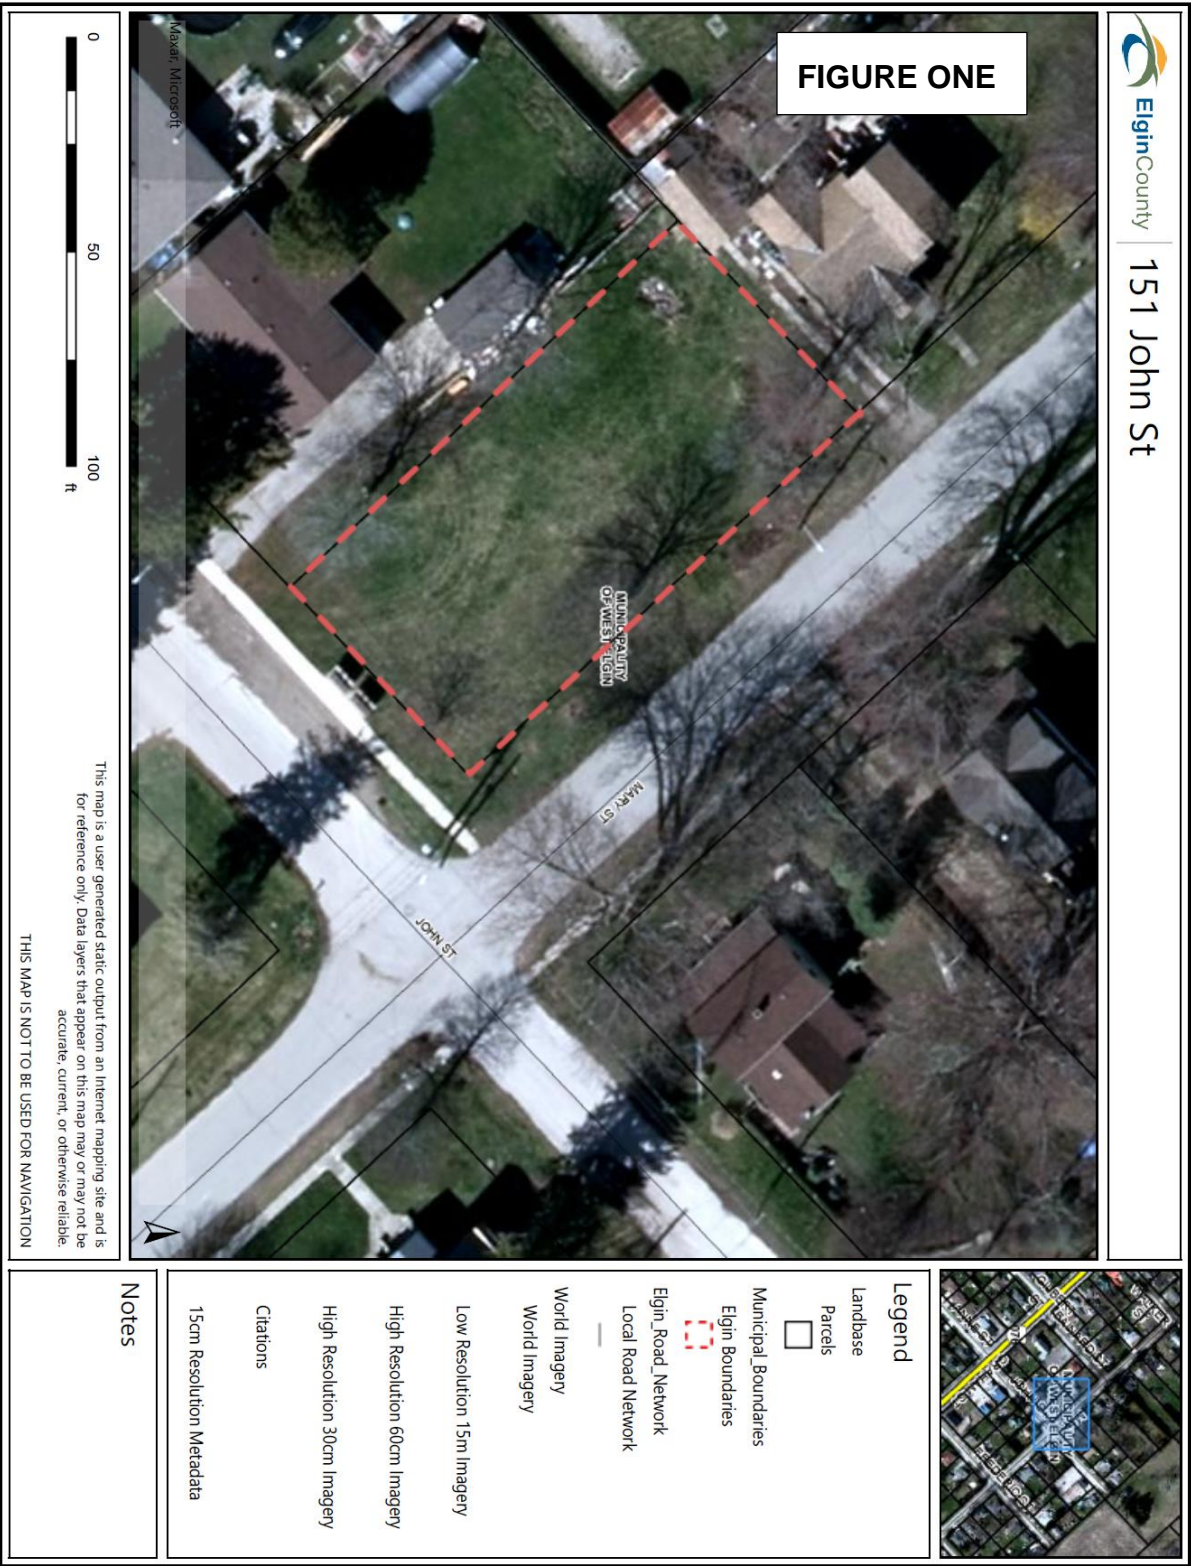 ElginCounty
151 John St
FIGURE ONE
Maxar, Microsoft
MUNICIPALITY
OF WEST ELGIN
MARY ST
JOHN ST
0
50
100
ft
This map is a user generated static output from an Internet mapping site and is
for reference only. Data layers that appear on this map may or may not be
accurate, current, or otherwise reliable.
THIS MAP IS NOT TO BE USED FOR NAVIGATION
Legend
Landbase
Parcels
Municipal_Boundaries
Elgin Boundaries
Elgin_Road_Network
Local Road Network
World Imagery
World Imagery
Low Resolution 15m Imagery
High Resolution 60cm Imagery
High Resolution 30cm Imagery
Citations
15cm Resolution Metadata
Notes